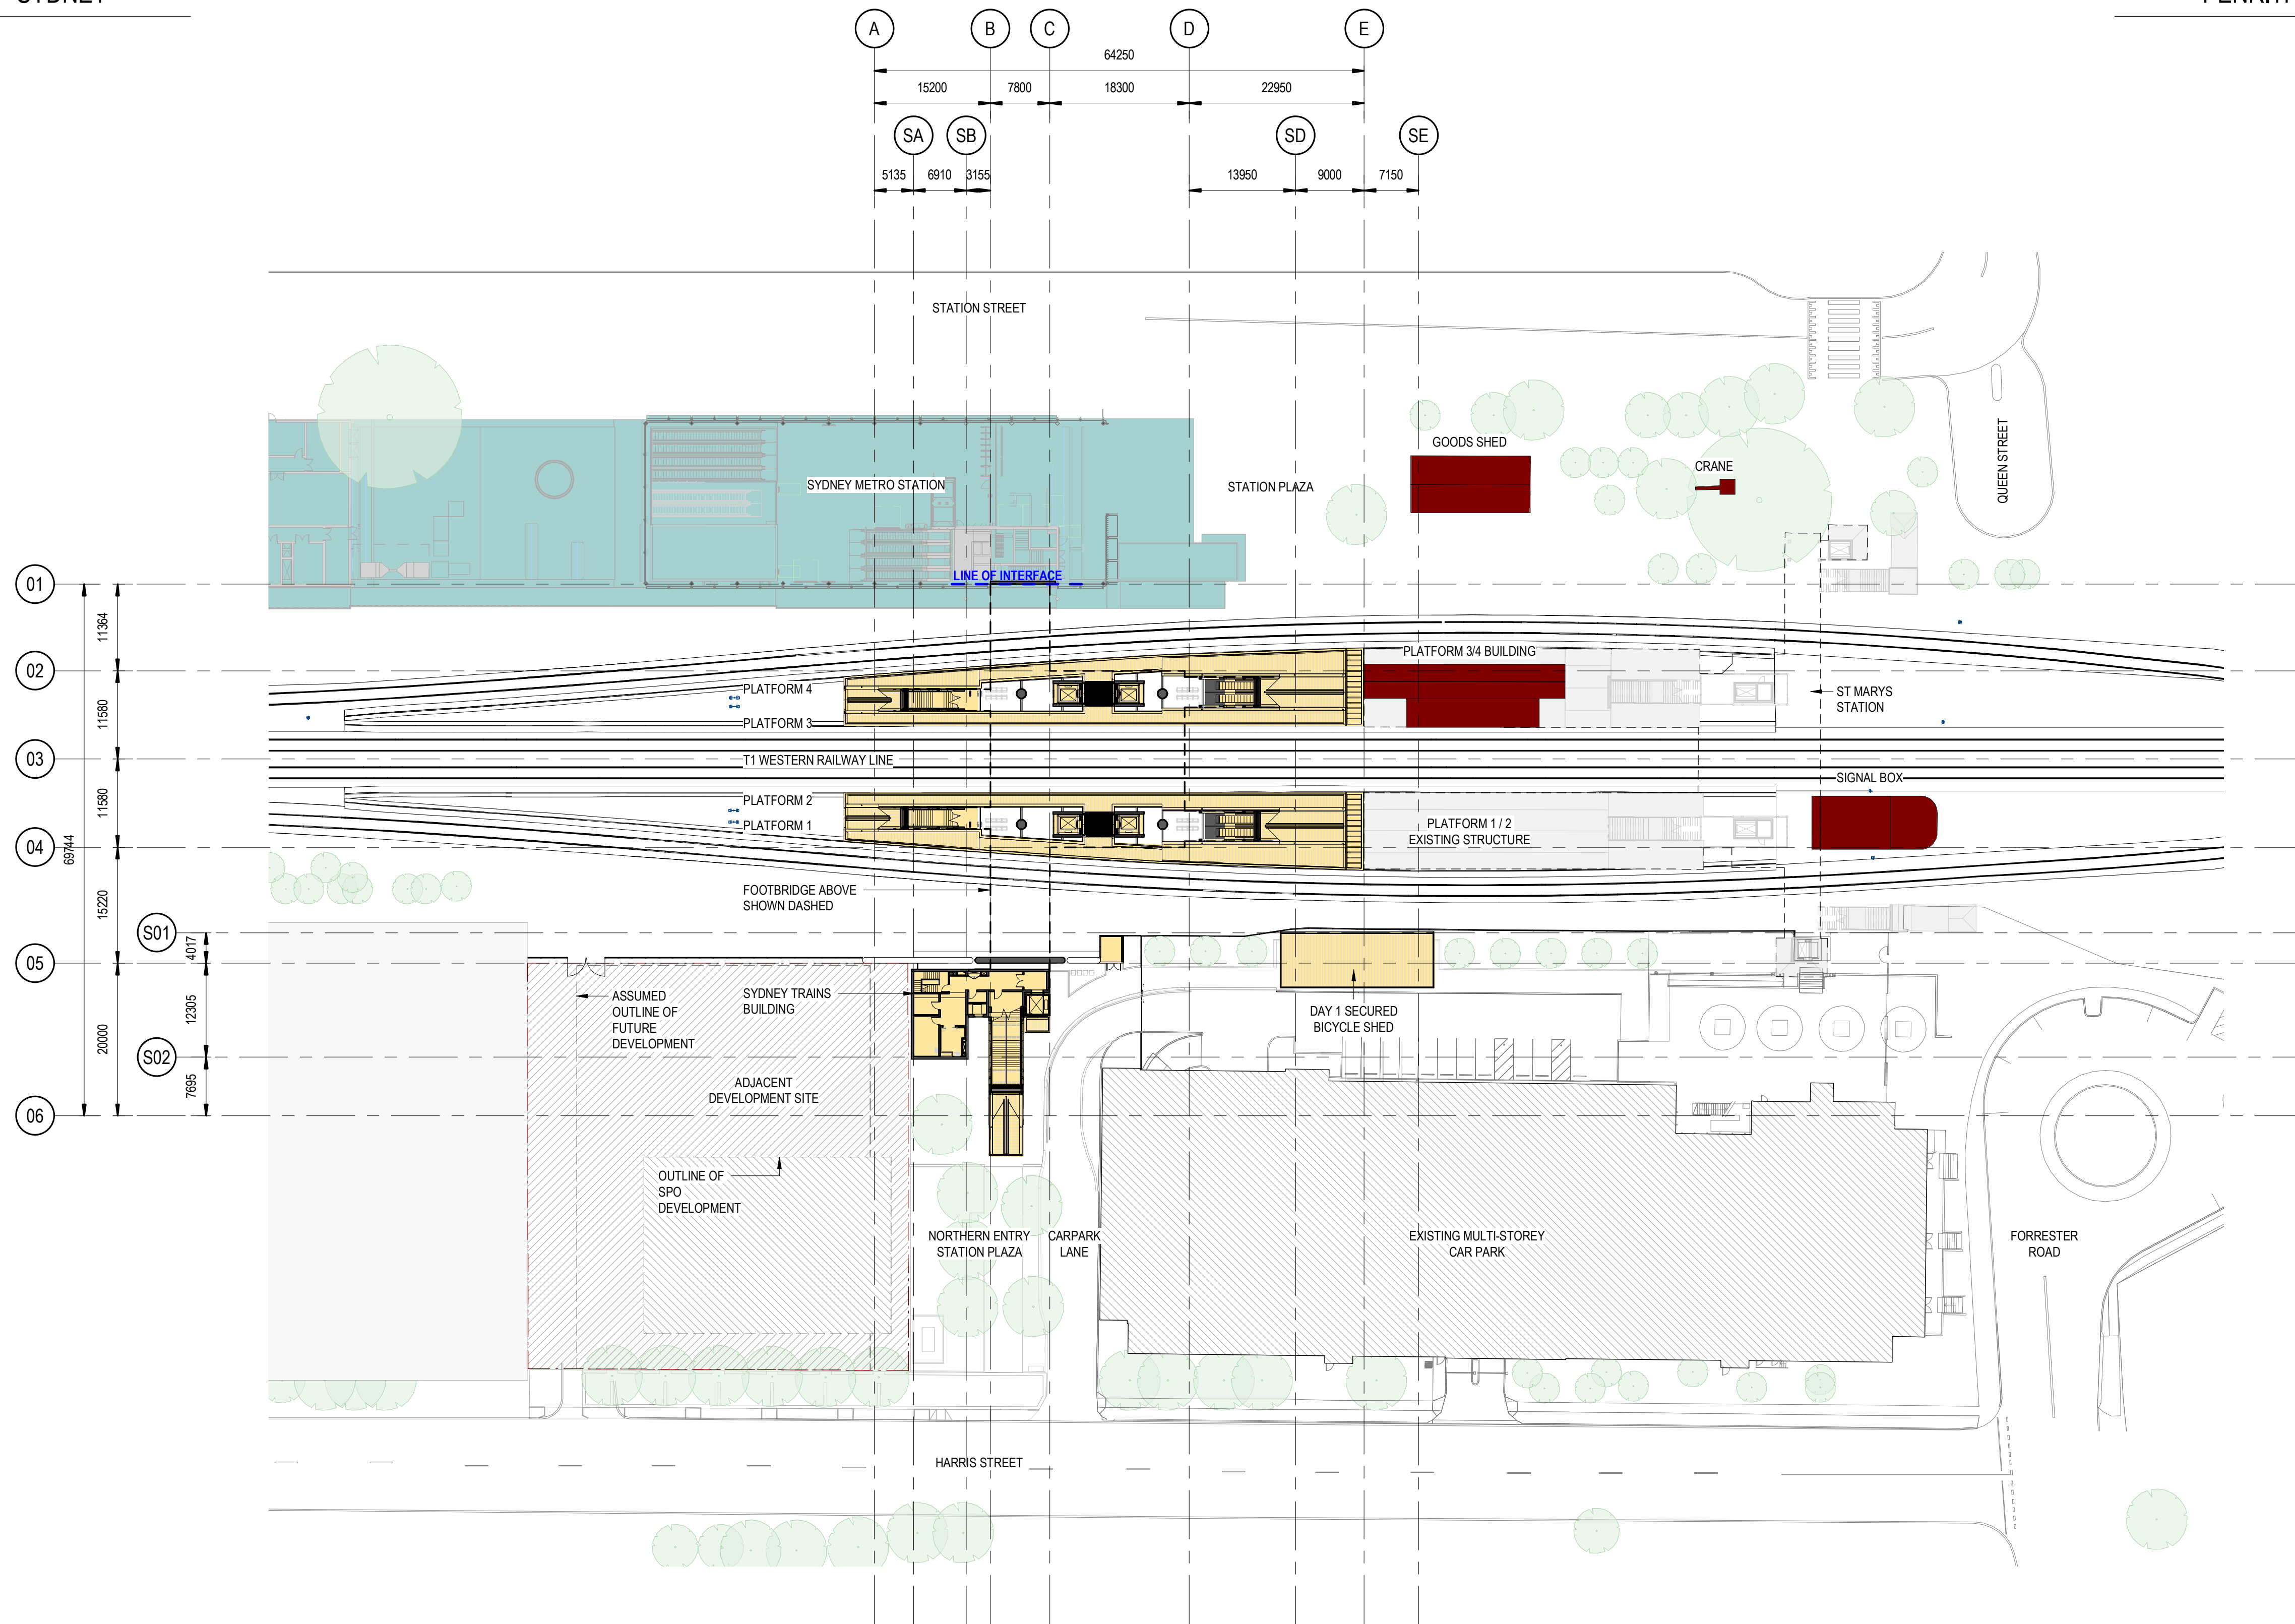 A
B
C
D
E
64250
15200
7800
18300
22950
SA
SB
SD
SE
5135
6910
3155
13950
9000
7150
STATION STREET
GOODS SHED
CRANE
QUEEN STREET
SYDNEY METRO STATION
STATION PLAZA
LINE OF INTERFACE
01
11364
02
PLATFORM 3/4 BUILDING
PLATFORM 4
ST MARYS
STATION
11580
PLATFORM 3
03
T1 WESTERN RAILWAY LINE
SIGNAL BOX
11580
PLATFORM 2
PLATFORM 1
PLATFORM 1 / 2
EXISTING STRUCTURE
04
69744
FOOTBRIDGE ABOVE
SHOWN DASHED
15220
S01
4017
05
ASSUMED
OUTLINE OF
FUTURE
DEVELOPMENT
SYDNEY TRAINS
BUILDING
DAY 1 SECURED
BICYCLE SHED
12305
20000
S02
ADJACENT
DEVELOPMENT SITE
7695
06
OUTLINE OF
SPO
DEVELOPMENT
NORTHERN ENTRY
STATION PLAZA
CARPARK
LANE
EXISTING MULTI-STOREY
CAR PARK
FORRESTER
ROAD
HARRIS STREET